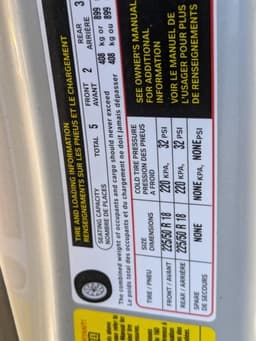 TIRE AND LOADING INFORMATION
RENSEIGNEMENTS SUR LES PNEUS ET LE CHARGEMENT
SEATING CAPACITY
NOMBRE DE PLACES
TOTAL 5
FRONT
AVANT 2
REAR
ARRIÈRE 3
The combined weight of occupants and cargo should never exceed 408 kg or 899
Le poids total des occupants et du chargement ne doit jamais dépasser 408 kg ou 899
TIRE / PNEU
SIZE
DIMENSIONS
COLD TIRE PRESSURE
PRESSION DES PNEUS
À FROID
FRONT / AVANT 225/50 R 18 220 KPA, 32 PSI
REAR / ARRIÈRE 225/50 R 18 220 KPA, 32 PSI
SPARE
DE SECOURS NONE NONE KPA, NONE PSI
SEE OWNER'S MANUAL
FOR ADDITIONAL
INFORMATION
VOIR LE MANUEL DE
L'USAGER POUR PLUS
DE RENSEIGNEMENTS